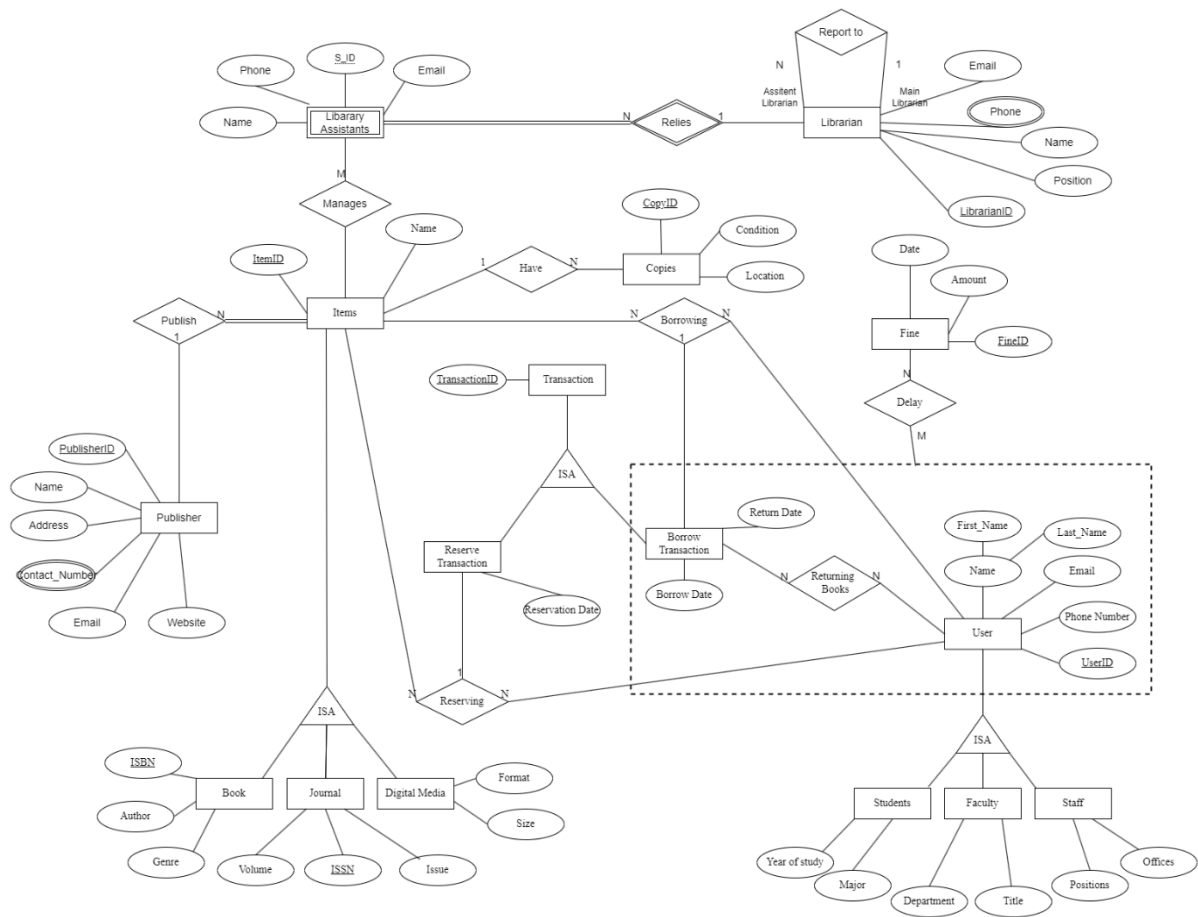 Report to
S_ID
Phone
Email
Email
N
1
Assitent
Librarian
Main
Librarian
Phone
Name
Libarary
Assistants
N
Relies
1
Librarian
Name
Position
M
Manages
LibrarianID
CopyID
Name
Condition
ItemID
Date
1
Have
N
Copies
Location
Amount
Publish
N
Items
N
Borrowing
N
Fine
FineID
1
1
TransactionID
Transaction
N
Delay
M
PublisherID
ISA
Name
Return Date
Publisher
Address
First_Name
Last_Name
Borrow
Transaction
Reserve
Transaction
Name
Email
Contact_Number
N
Returning
Books
N
Borrow Date
Reservation Date
Email
Website
Phone Number
User
UserID
1
N
Reserving
N
ISA
ISA
ISBN
Format
Book
Journal
Digital Media
Students
Faculty
Staff
Author
Size
Genre
Volume
ISSN
Issue
Year of study
Offices
Major
Positions
Department
Title